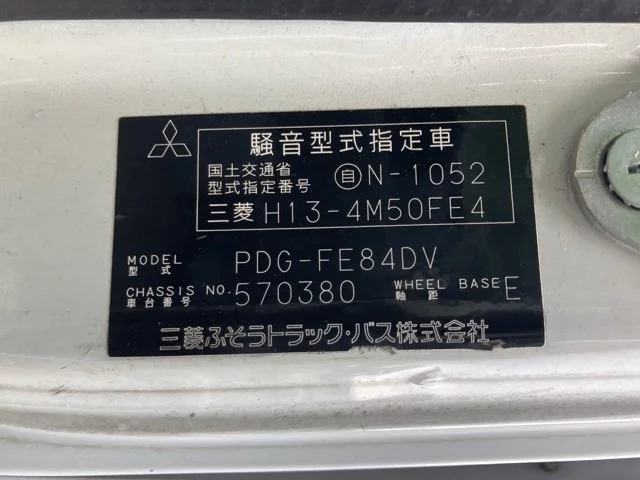 騒音型式指定車
国土交通省
型式指定番号 自N-1052
三菱 H13-4M50FE4
MODEL
型式 PDG-FE84DV
CHASSIS NO.
車台番号 570380 WHEEL BASE
軸距 E
三菱ふそうトラック・バス株式会社